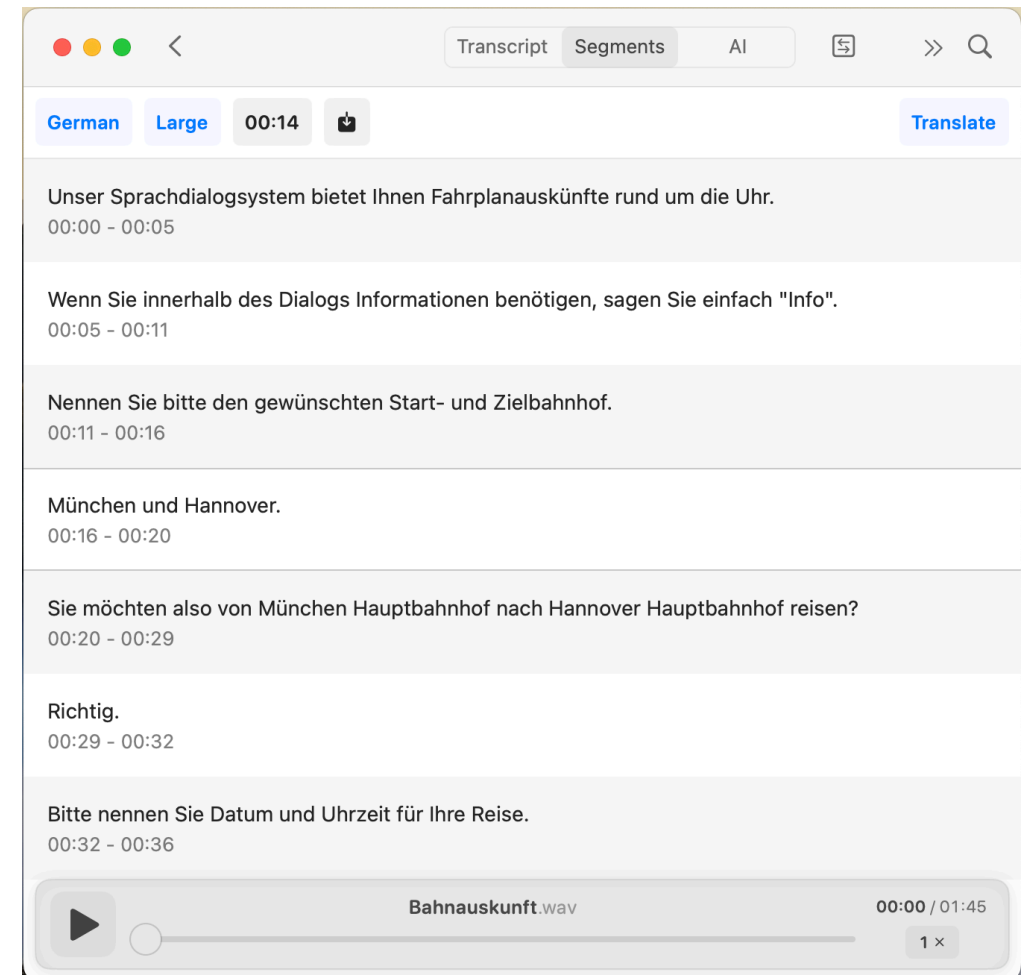 Transcript Segments AI
German Large 00:14 Translate
Unser Sprachdialogsystem bietet Ihnen Fahrplanauskünfte rund um die Uhr.
00:00 - 00:05
Wenn Sie innerhalb des Dialogs Informationen benötigen, sagen Sie einfach "Info".
00:05 - 00:11
Nennen Sie bitte den gewünschten Start- und Zielbahnhof.
00:11 - 00:16
München und Hannover.
00:16 - 00:20
Sie möchten also von München Hauptbahnhof nach Hannover Hauptbahnhof reisen?
00:20 - 00:29
Richtig.
00:29 - 00:32
Bitte nennen Sie Datum und Uhrzeit für Ihre Reise.
00:32 - 00:36
Bahnauskunft.wav 00:00 / 01:45
1 ×